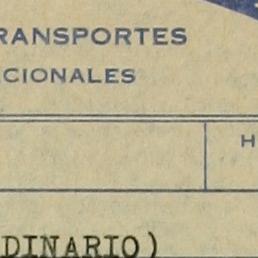 RANSPORTES
CIONALES
H
DINARIO)